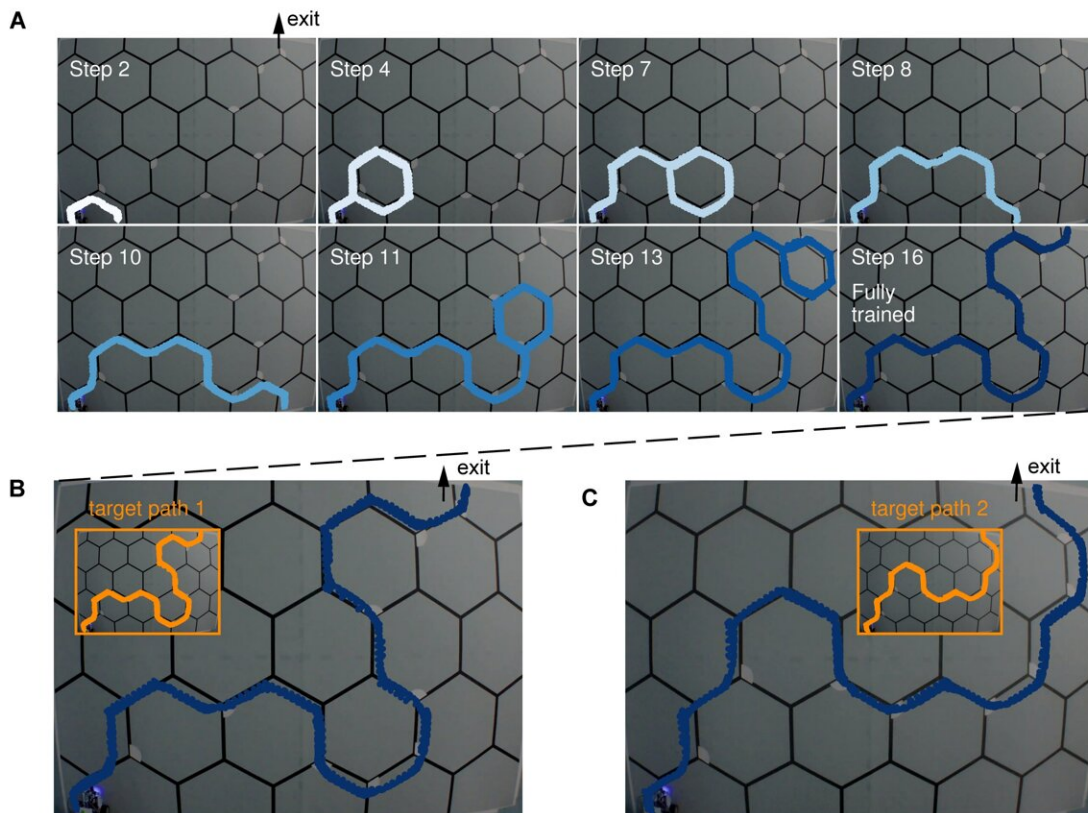 A
exit
Step 2
Step 4
Step 7
Step 8
Step 10
Step 11
Step 13
Step 16
Fully
trained
B
exit
target path 1
C
exit
target path 2